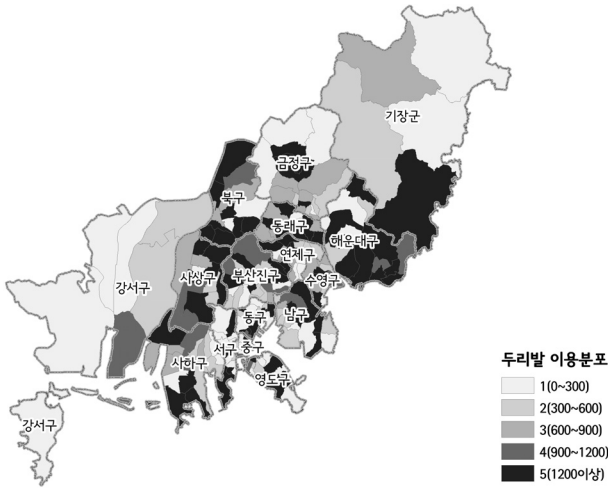 기장군
금정구
북구
동래구
해운대구
연제구
사상구
부산진구
수영구
강서구
동구
남구
서구
중구
사하구
영도구
강서구
두리발 이용분포
1(0~300)
2(300~600)
3(600~900)
4(900~1200)
5(1200이상)